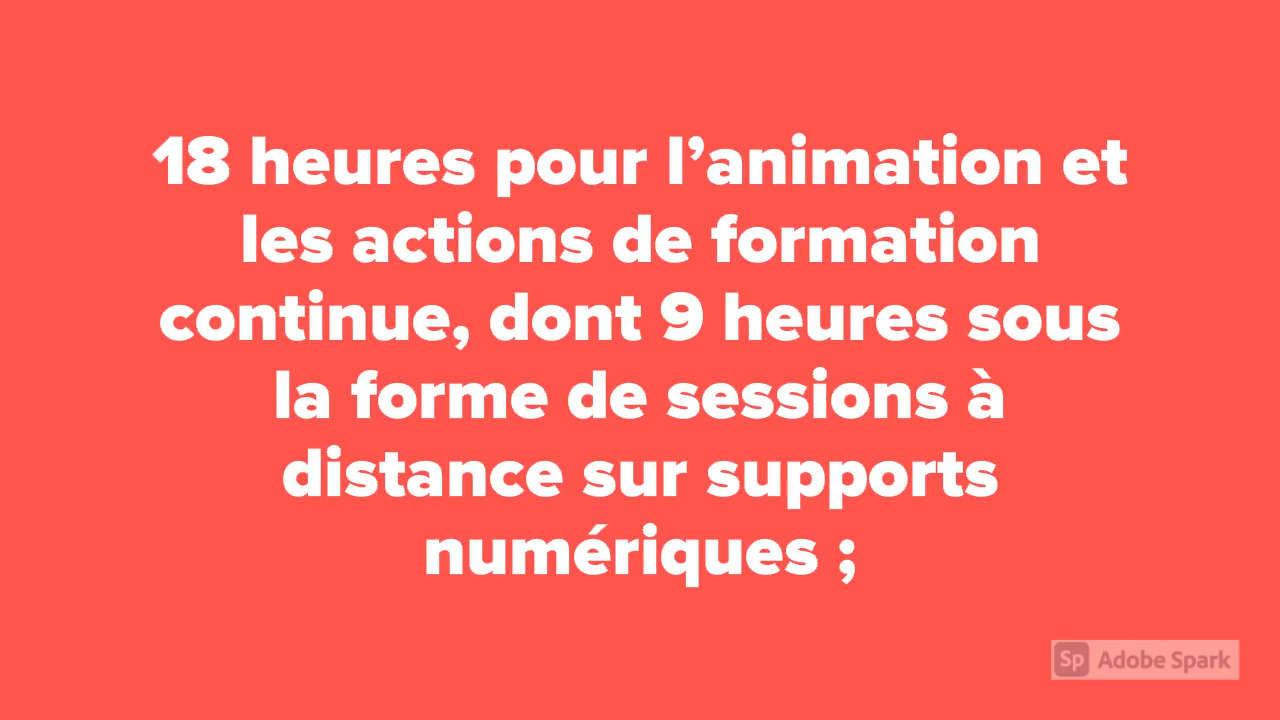 18 heures pour l’animation et
les actions de formation
continue, dont 9 heures sous
la forme de sessions à
distance sur supports
numériques ;
Sp Adobe Spark